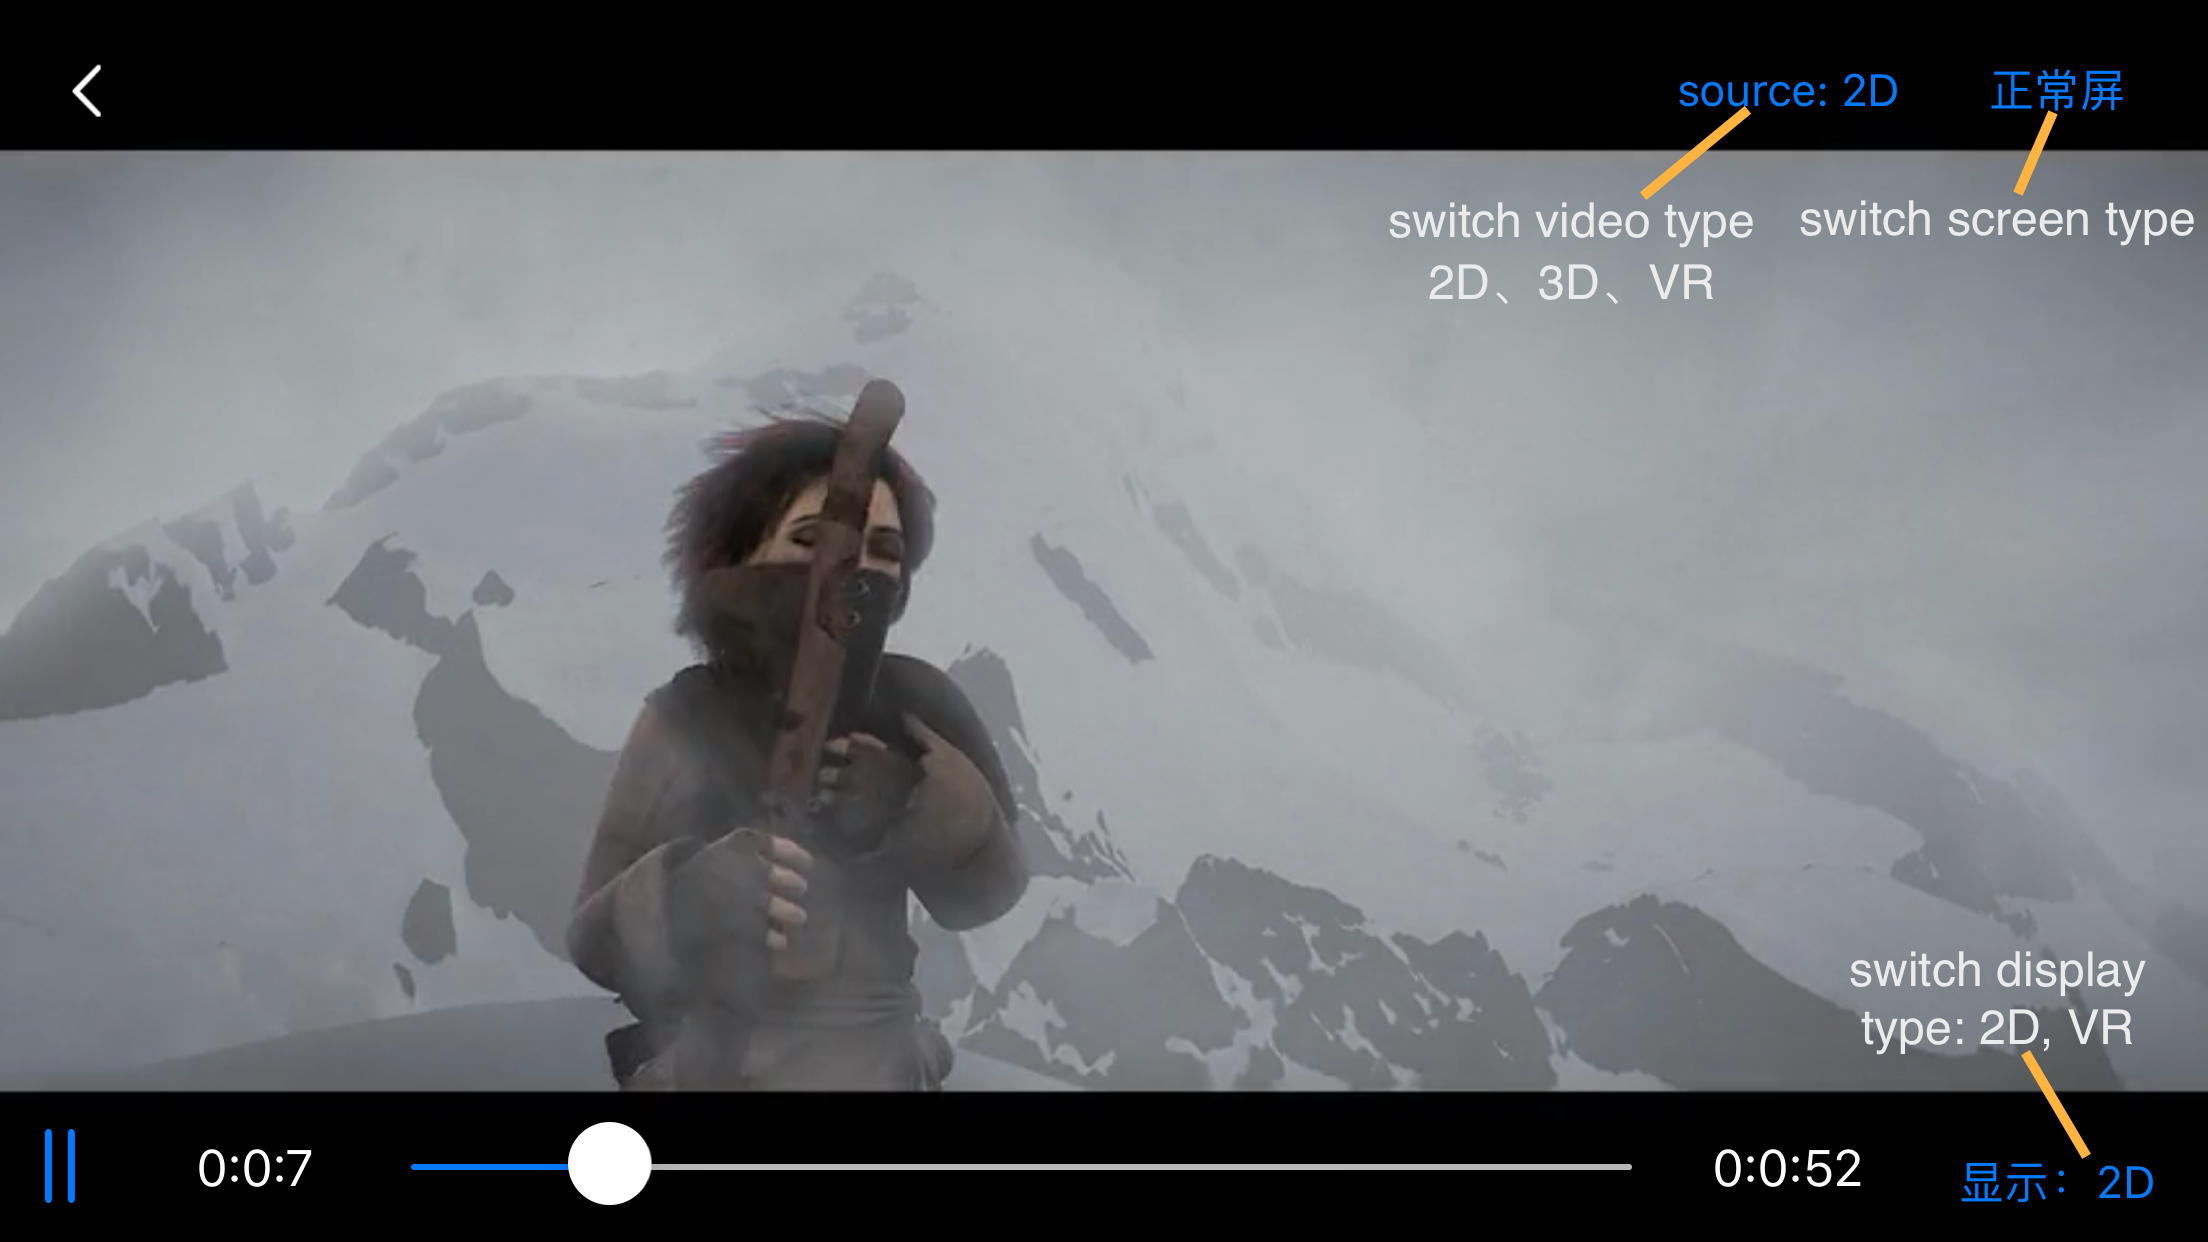 source: 2D
正常屏
switch video type
2D、3D、VR
switch screen type
switch display
type: 2D, VR
0:0:7
0:0:52
显示：2D